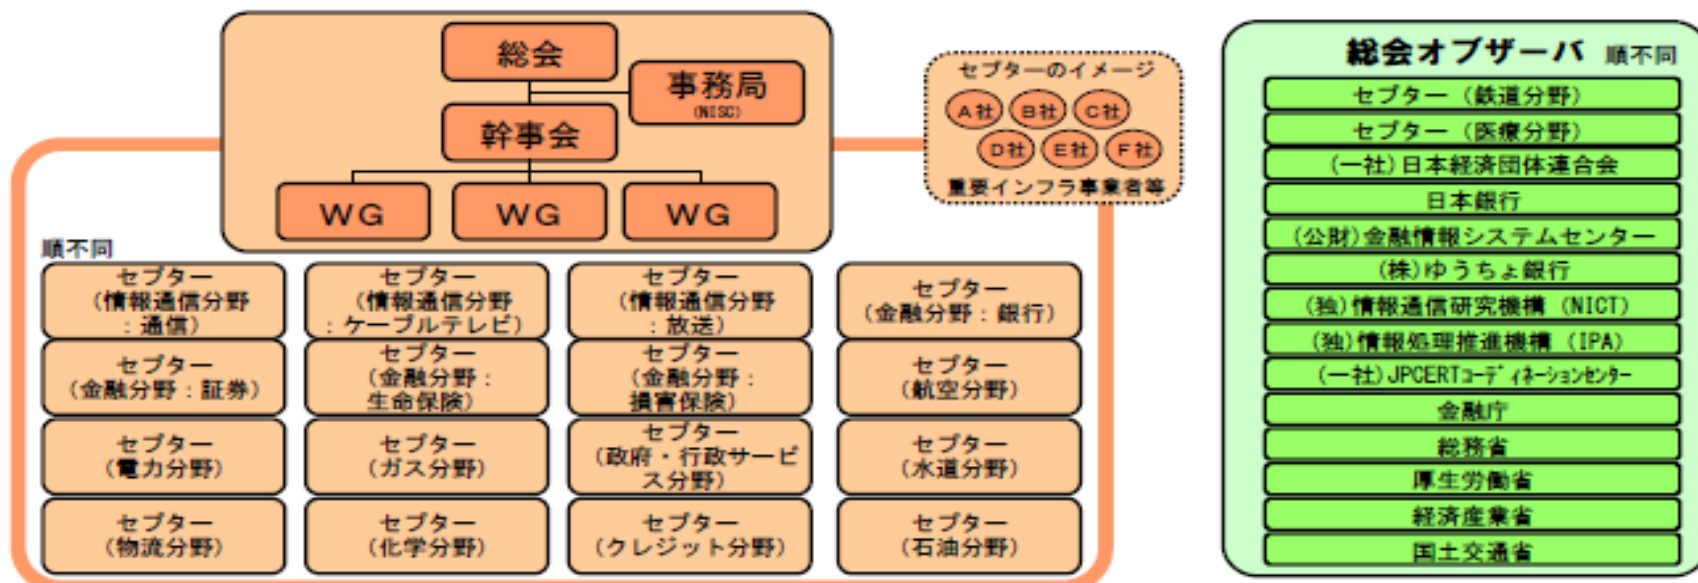 総会
事務局
(NISC)
幹事会
WG
WG
WG
セプターのイメージ
A社
B社
C社
D社
E社
F社
重要インフラ事業者等
順不同
セプター
(情報通信分野
:通信)
セプター
(情報通信分野
:ケーブルテレビ)
セプター
(情報通信分野
:放送)
セプター
(金融分野:銀行)
セプター
(金融分野:証券)
セプター
(金融分野:
生命保険)
セプター
(金融分野:
損害保険)
セプター
(航空分野)
セプター
(電力分野)
セプター
(ガス分野)
セプター
(政府・行政サービ
ス分野)
セプター
(水道分野)
セプター
(物流分野)
セプター
(化学分野)
セプター
(クレジット分野)
セプター
(石油分野)
総会オブザーバ 順不同
セプター(鉄道分野)
セプター(医療分野)
(一社)日本経済団体連合会
日本銀行
(公財)金融情報システムセンター
(株)ゆうちょ銀行
(独)情報通信研究機構(NICT)
(独)情報処理推進機構(IPA)
(一社)JPCERTコーディネーションセンター
金融庁
総務省
厚生労働省
経済産業省
国土交通省